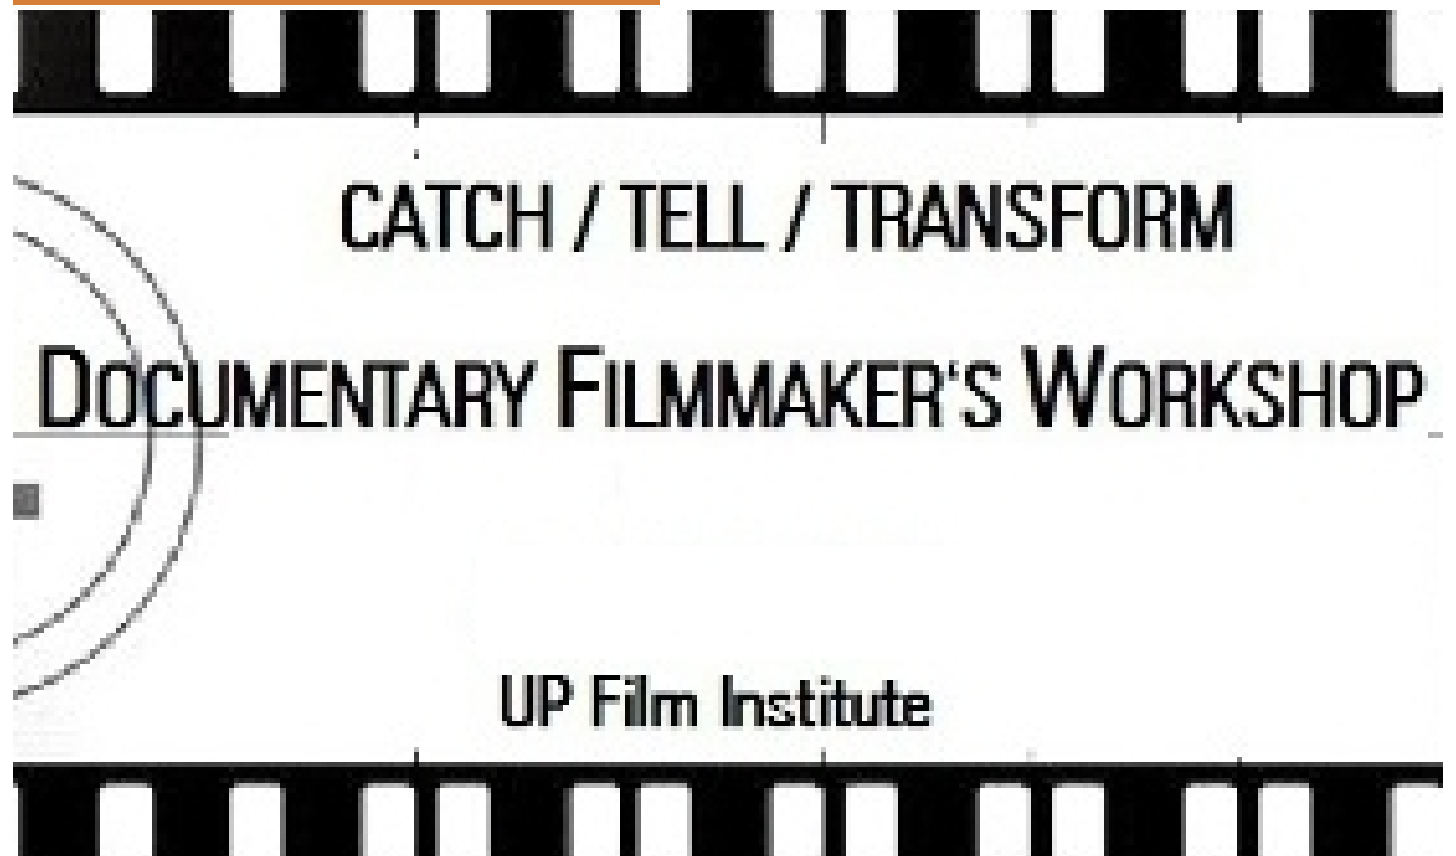 CATCH / TELL / TRANSFORM
DOCUMENTARY FILMMAKER'S WORKSHOP
UP Film Institute